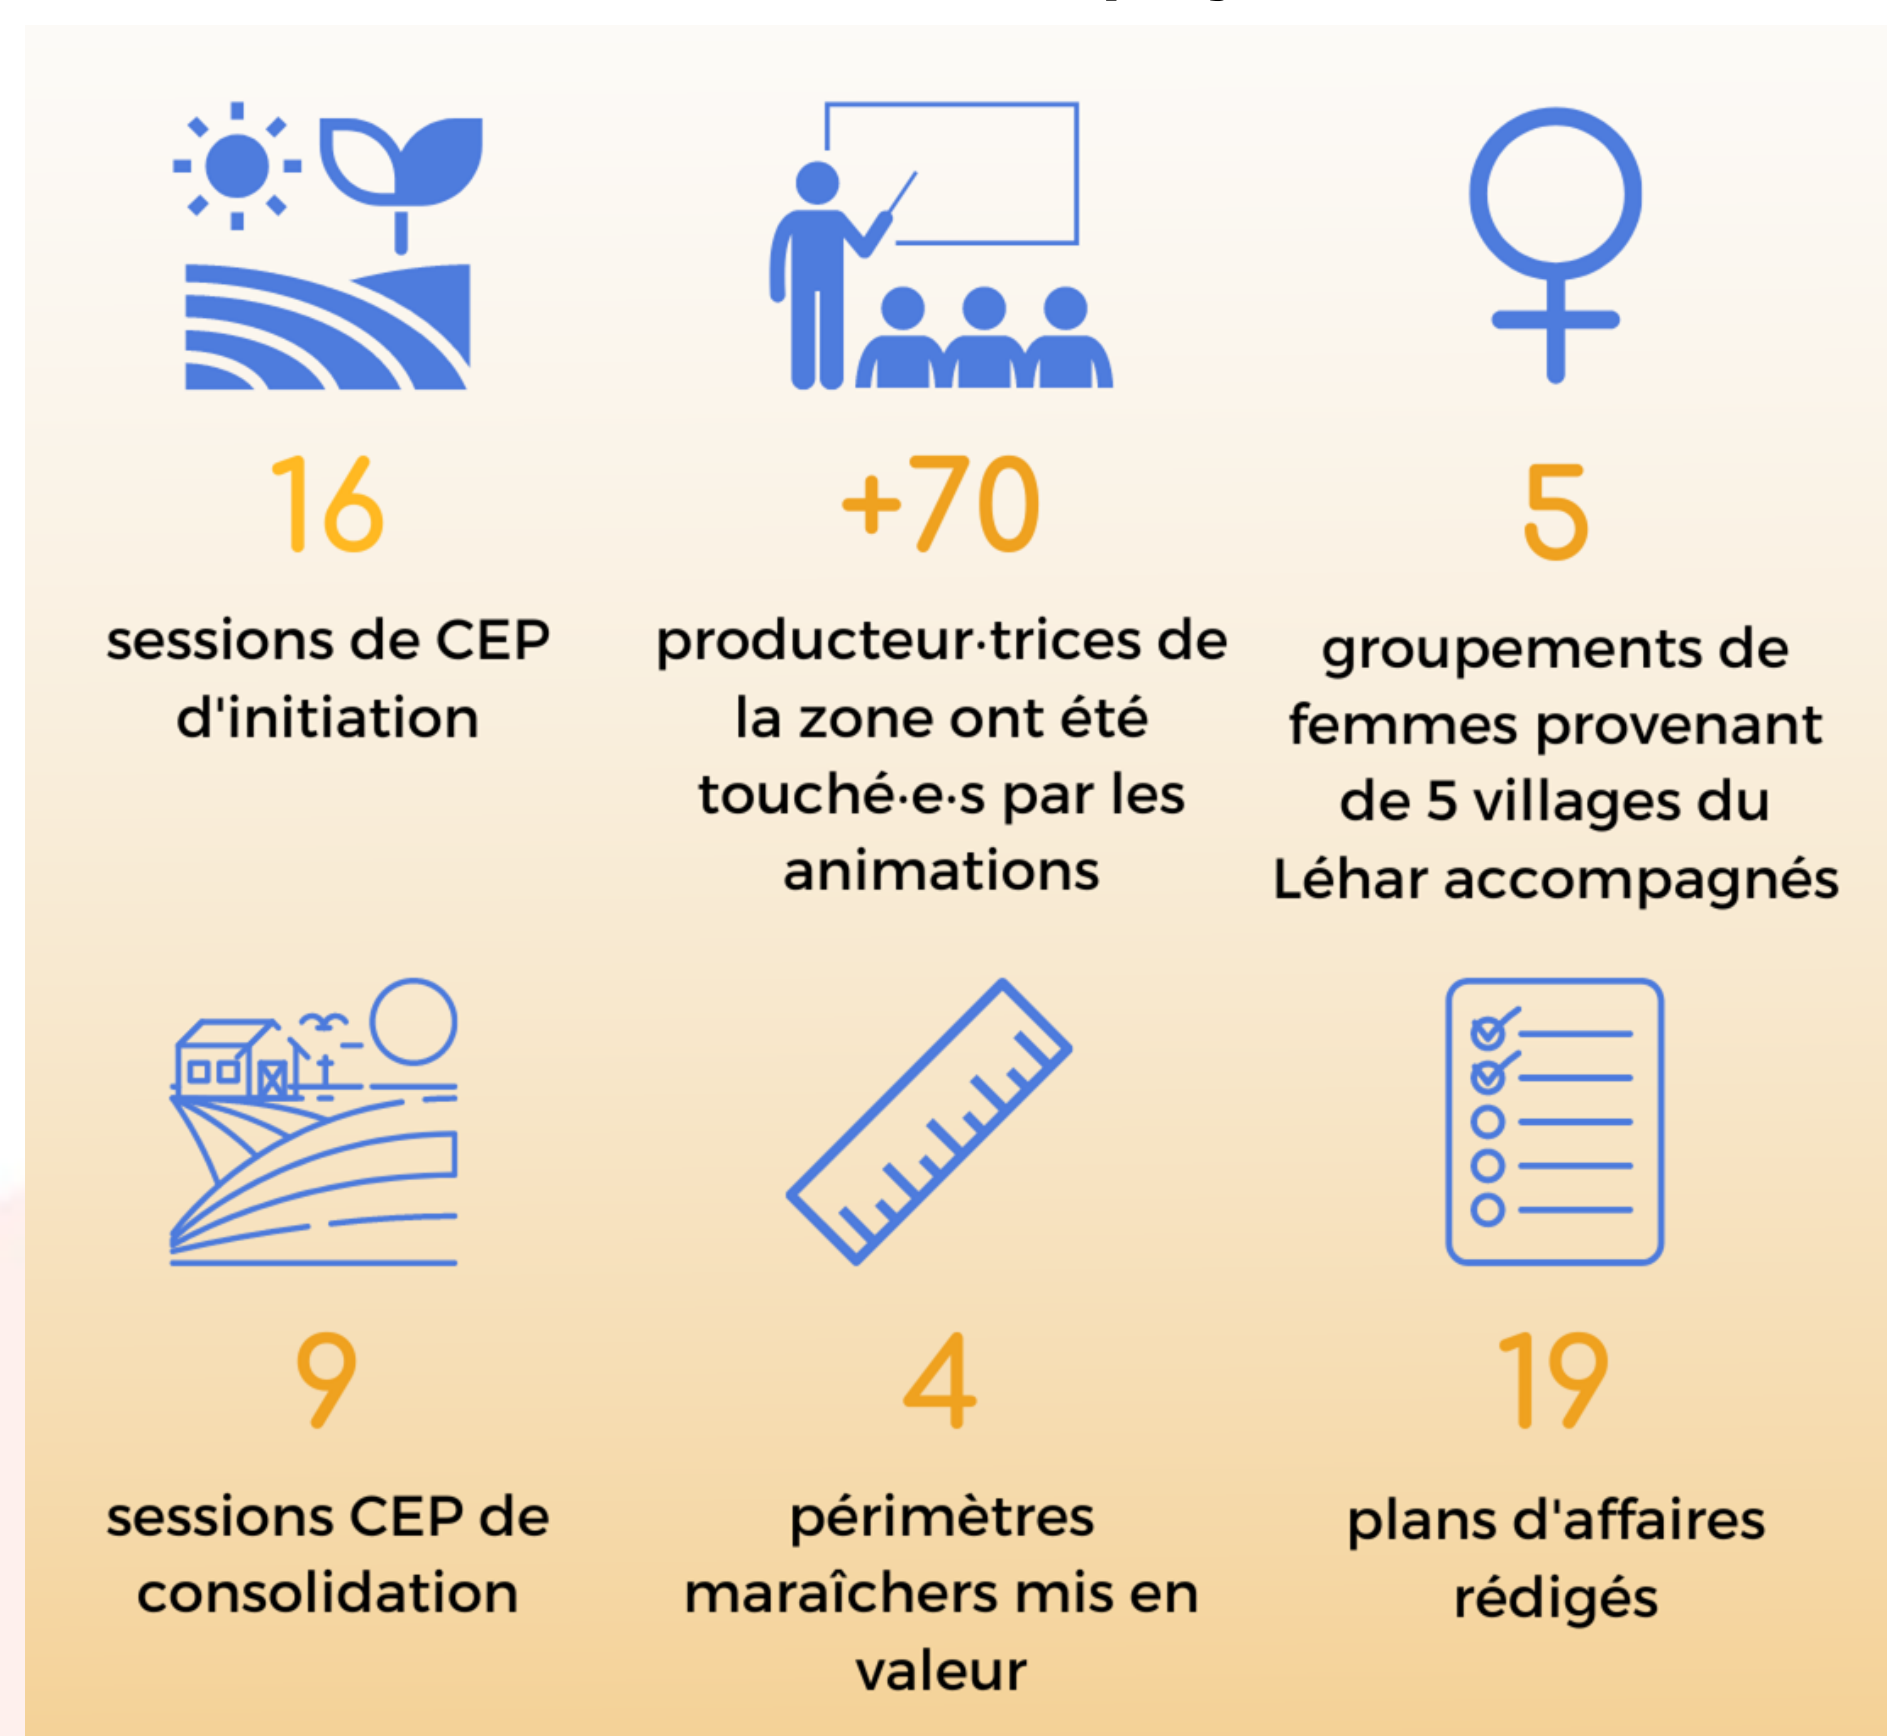 16
sessions de CEP
d'initiation
+70
producteur·trices de
la zone ont été
touché·e·s par les
animations
5
groupements de
femmes provenant
de 5 villages du
Léhar accompagnés
9
sessions CEP de
consolidation
4
périmètres
maraîchers mis en
valeur
19
plans d'affaires
rédigés